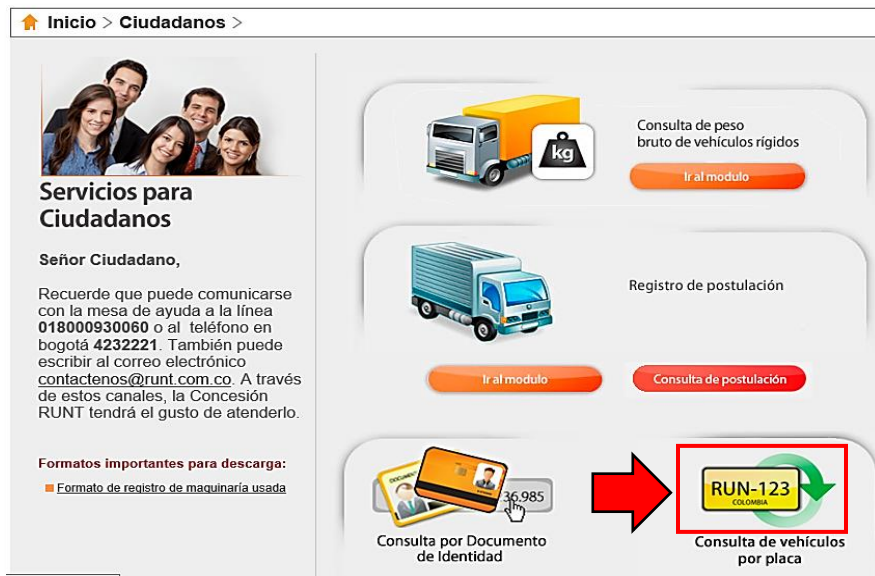 Inicio > Ciudadanos >
Servicios para
Ciudadanos
Señor Ciudadano,
Recuerde que puede comunicarse
con la mesa de ayuda a la línea
018000930060 o al teléfono en
bogotá 4232221. También puede
escribir al correo electrónico
contactenos@runt.com.co. A través
de estos canales, la Concesión
RUNT tendrá el gusto de atenderlo.
Formatos importantes para descarga:
Formato de registro de maquinaría usada
kg
Consulta de peso
bruto de vehículos rígidos
Ir al modulo
Registro de postulación
Ir al modulo
Consulta de postulación
36.985
Consulta por Documento
de Identidad
RUN-123
COLOMBIA
Consulta de vehículos
por placa